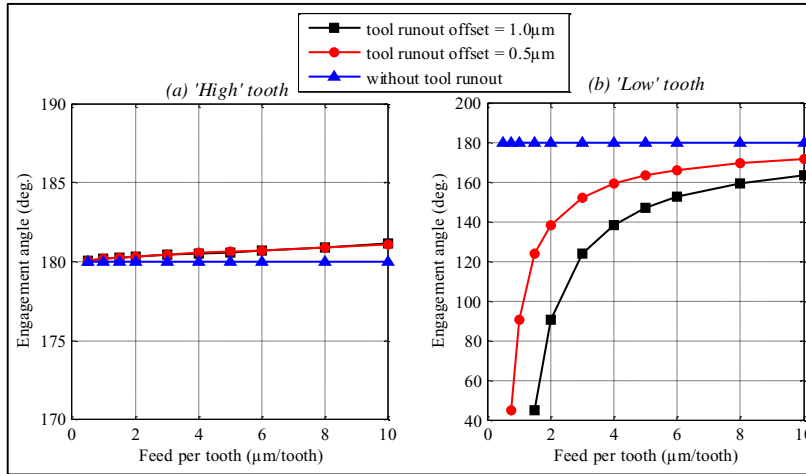 tool runout offset = 1.0µm
tool runout offset = 0.5µm
without tool runout
(a) 'High' tooth
(b) 'Low' tooth
190
185
180
175
170
Engagement angle (deg.)
0 2 4 6 8 10
Feed per tooth (µm/tooth)
200
180
160
140
120
100
80
60
40
Engagement angle (deg.)
0 2 4 6 8 10
Feed per tooth (µm/tooth)